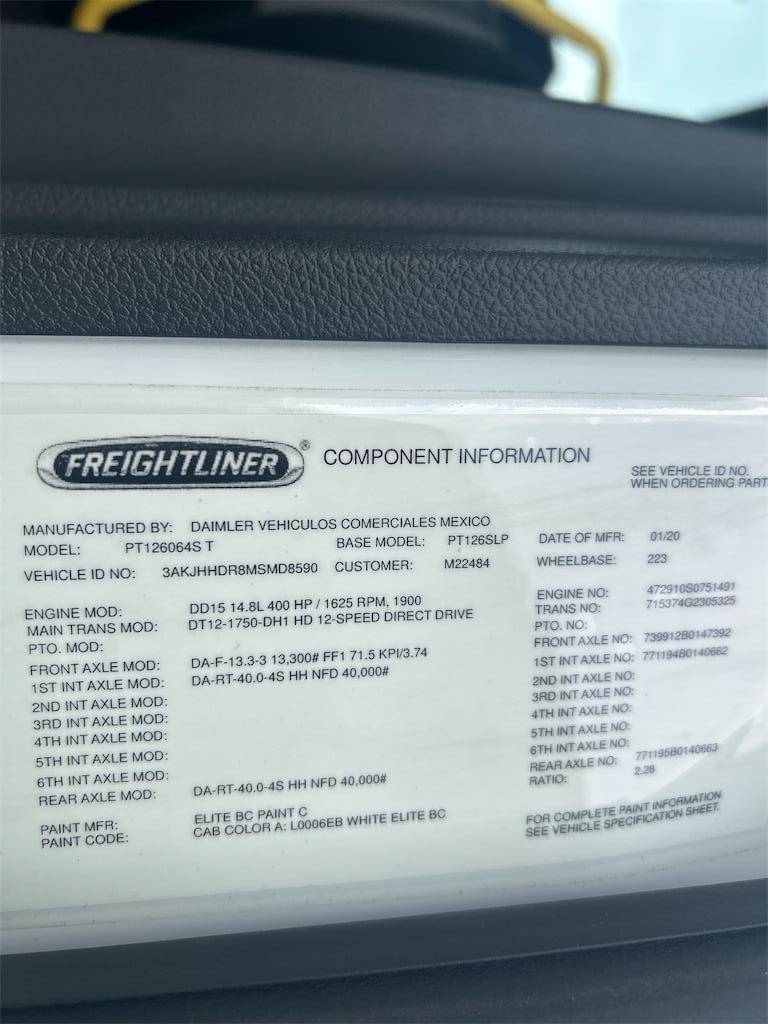 FREIGHTLINER® COMPONENT INFORMATION
SEE VEHICLE ID NO.
WHEN ORDERING PART
MANUFACTURED BY: DAIMLER VEHICULOS COMERCIALES MEXICO
MODEL: PT126064S T BASE MODEL: PT126SLP DATE OF MFR: 01/20
VEHICLE ID NO: 3AKJHHDR8MSMD8590 CUSTOMER: M22484 WHEELBASE: 223
ENGINE MOD: DD15 14.8L 400 HP / 1625 RPM, 1900 ENGINE NO: 472910S0751491
MAIN TRANS MOD: DT12-1750-DH1 HD 12-SPEED DIRECT DRIVE TRANS NO: 715374G2305325
PTO. MOD: PTO. NO:
FRONT AXLE MOD: DA-F-13.3-3 13,300# FF1 71.5 KPI/3.74 FRONT AXLE NO: 739912B0147392
1ST INT AXLE MOD: DA-RT-40.0-4S HH NFD 40,000# 1ST INT AXLE NO: 771194B0140662
2ND INT AXLE MOD: 2ND INT AXLE NO:
3RD INT AXLE MOD: 3RD INT AXLE NO:
4TH INT AXLE MOD: 4TH INT AXLE NO:
5TH INT AXLE MOD: 5TH INT AXLE NO:
6TH INT AXLE MOD: 6TH INT AXLE NO:
REAR AXLE MOD: DA-RT-40.0-4S HH NFD 40,000# REAR AXLE NO: 771195B0140663
RATIO: 2.28
PAINT MFR: ELITE BC PAINT C
PAINT CODE: CAB COLOR A: L0006EB WHITE ELITE BC
FOR COMPLETE PAINT INFORMATION
SEE VEHICLE SPECIFICATION SHEET.